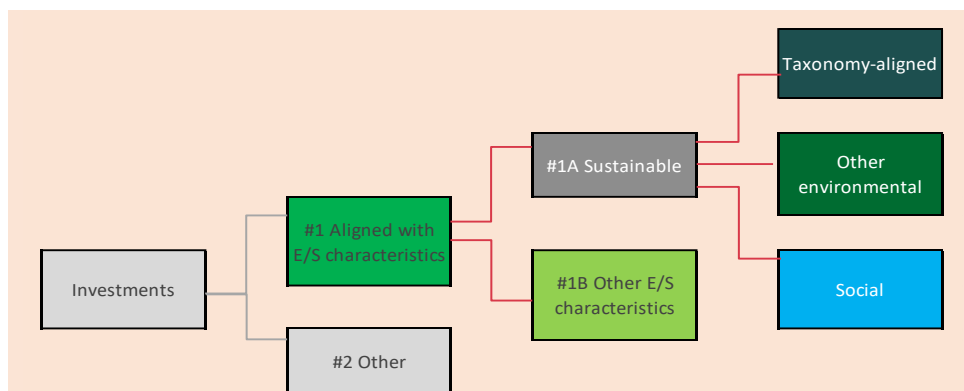 Taxonomy-aligned
#1A Sustainable
Other
environmental
#1 Aligned with
E/S characteristics
Investments
#1B Other E/S
characteristics
Social
#2 Other